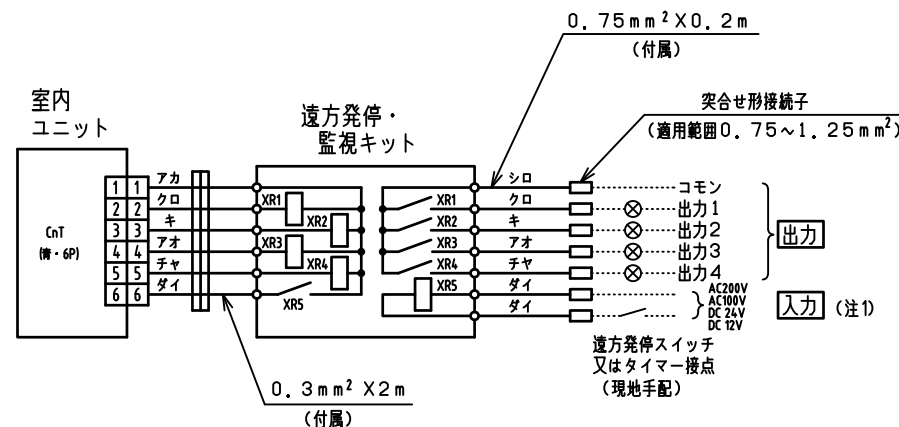 0.75mm²X0.2m
(付属)
室内
ユニット
遠方発停・
監視キット
突合せ形接続子
(適用範囲0.75~1.25mm²)
CnT
(青・6P)
1 1 アカ
2 2 クロ
3 3 キ
4 4 アオ
5 5 チャ
6 6 ダイ
XR1
XR2
XR3
XR4
XR5
XR1
XR2
XR3
XR4
XR5
シロ
クロ
キ
アオ
チャ
ダイ
ダイ
コモン
出力1
出力2
出力3
出力4
出力
AC200V
AC100V
DC 24V
DC 12V
入力 (注1)
遠方発停スイッチ
又はタイマー接点
(現地手配)
0.3mm²X2m
(付属)